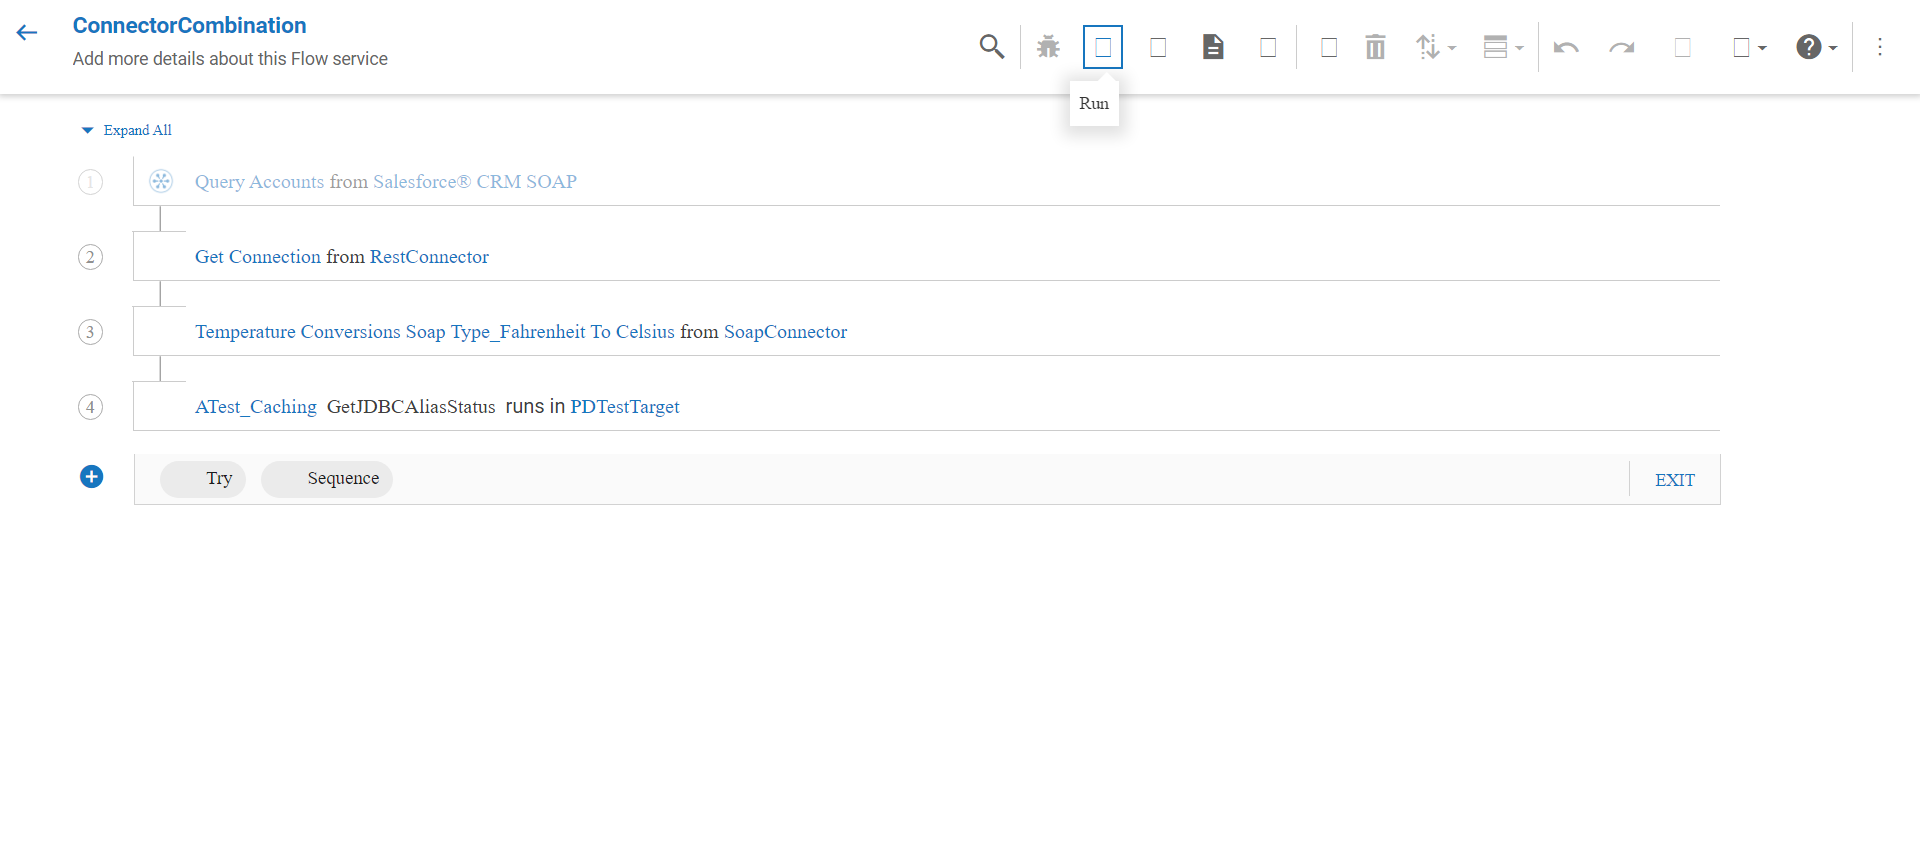 ConnectorCombination
Add more details about this Flow service
Run
Expand All
1 Query Accounts from Salesforce® CRM SOAP
2 Get Connection from RestConnector
3 Temperature Conversions Soap Type_Fahrenheit To Celsius from SoapConnector
4 ATest_Caching GetJDBCAliasStatus runs in PDTestTarget
Try Sequence EXIT